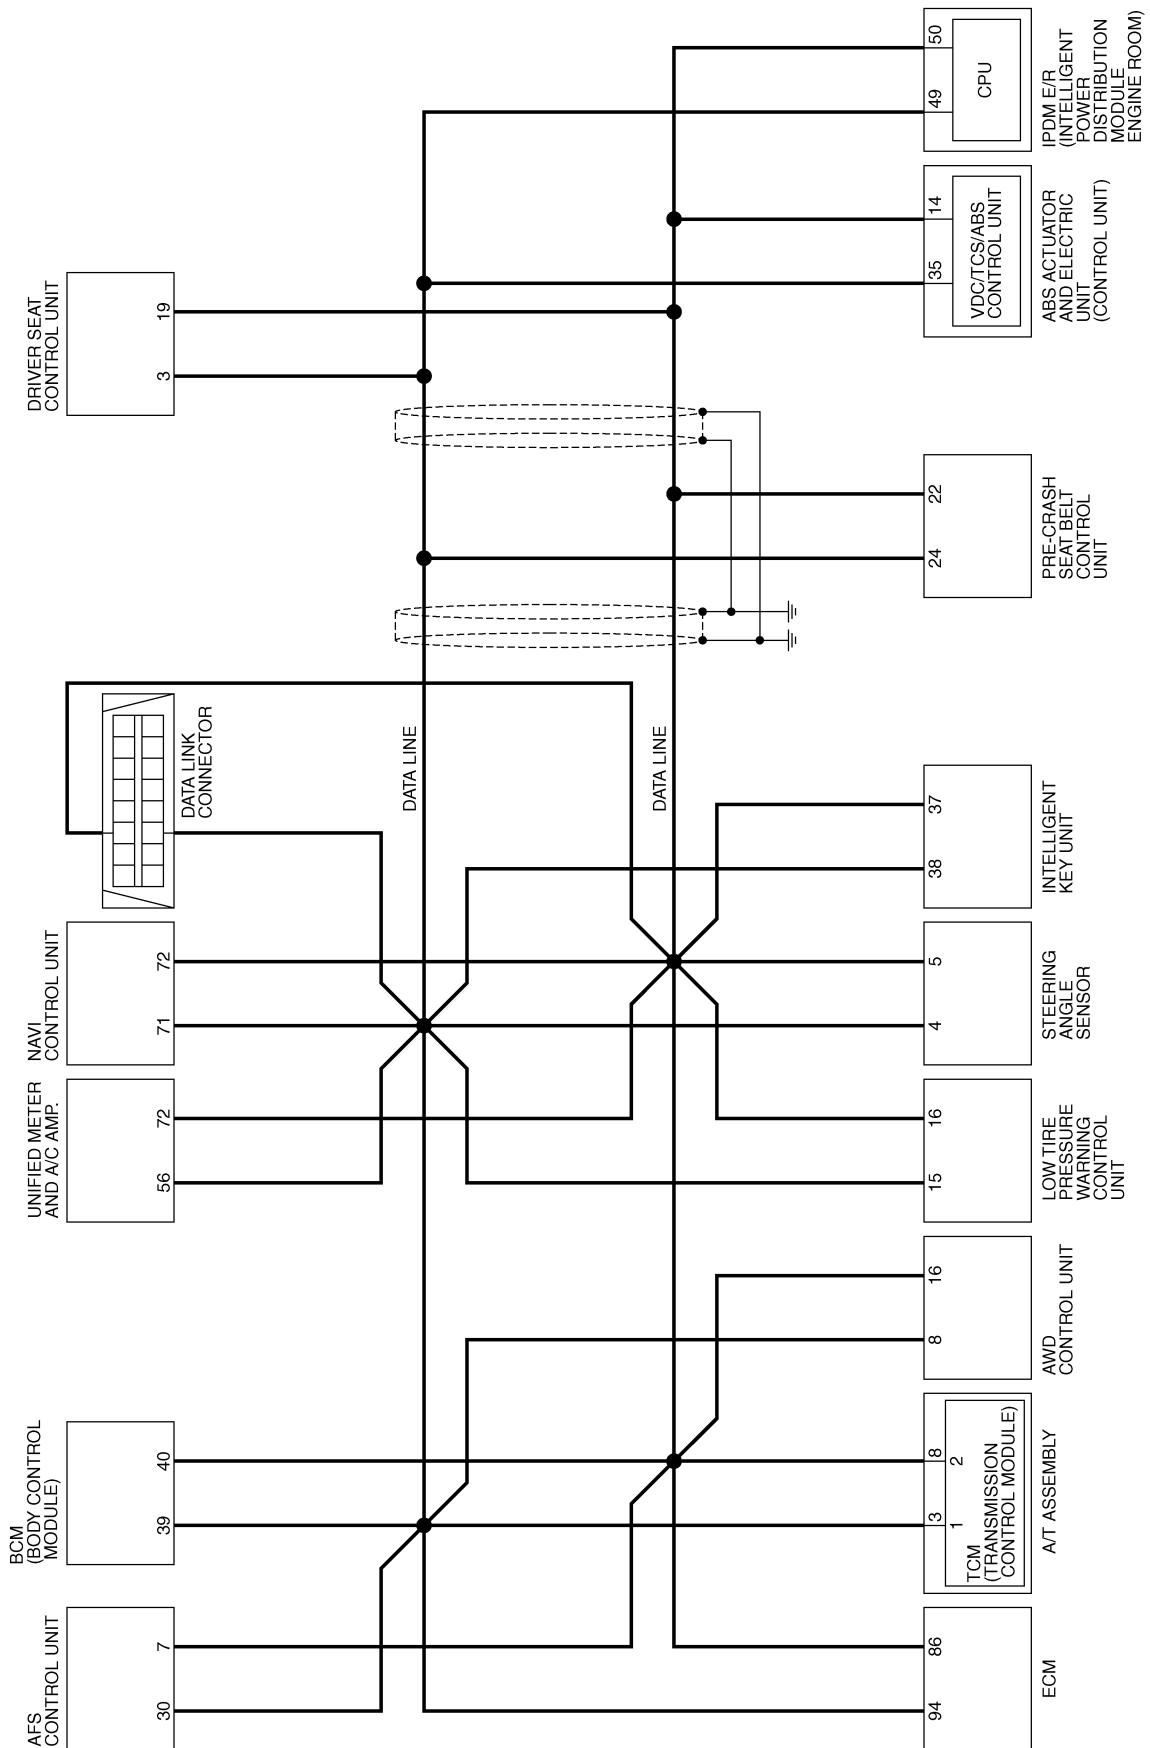 DRIVER SEAT
CONTROL UNIT
3
19
DATA LINK
CONNECTOR
NAVI
CONTROL UNIT
71
72
UNIFIED METER
AND A/C AMP.
56
72
BCM
(BODY CONTROL
MODULE)
39
40
AFS
CONTROL UNIT
30
7
DATA LINE
DATA LINE
50
49
CPU
IPDM E/R
(INTELLIGENT
POWER
DISTRIBUTION
MODULE
ENGINE ROOM)
14
35
VDC/TCS/ABS
CONTROL UNIT
ABS ACTUATOR
AND ELECTRIC
UNIT
(CONTROL UNIT)
22
24
PRE-CRASH
SEAT BELT
CONTROL
UNIT
37
38
INTELLIGENT
KEY UNIT
5
4
STEERING
ANGLE
SENSOR
16
15
LOW TIRE
PRESSURE
WARNING
CONTROL
UNIT
16
8
AWD
CONTROL UNIT
8
2
3
1
TCM
(TRANSMISSION
CONTROL MODULE)
A/T ASSEMBLY
86
94
ECM